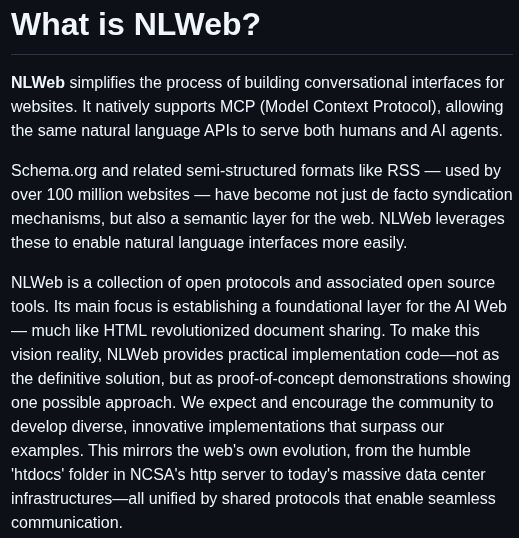 What is NLWeb?
NLWeb simplifies the process of building conversational interfaces for
websites. It natively supports MCP (Model Context Protocol), allowing
the same natural language APIs to serve both humans and AI agents.
Schema.org and related semi-structured formats like RSS — used by
over 100 million websites — have become not just de facto syndication
mechanisms, but also a semantic layer for the web. NLWeb leverages
these to enable natural language interfaces more easily.
NLWeb is a collection of open protocols and associated open source
tools. Its main focus is establishing a foundational layer for the AI Web
— much like HTML revolutionized document sharing. To make this
vision reality, NLWeb provides practical implementation code—not as
the definitive solution, but as proof-of-concept demonstrations showing
one possible approach. We expect and encourage the community to
develop diverse, innovative implementations that surpass our
examples. This mirrors the web's own evolution, from the humble
'htdocs' folder in NCSA's http server to today's massive data center
infrastructures—all unified by shared protocols that enable seamless
communication.